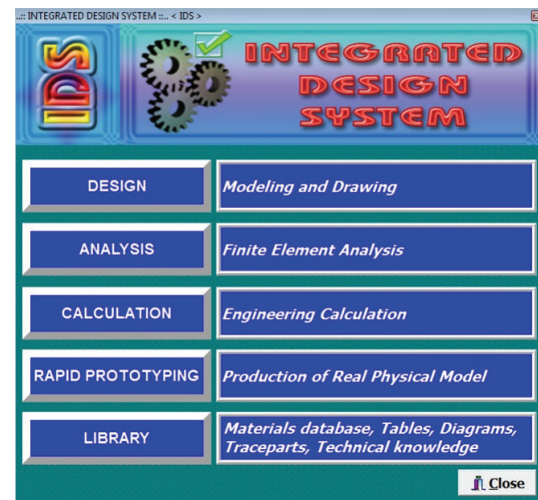 ..:: INTEGRATED DESIGN SYSTEM ::.. < IDS >
IDS
INTEGRATED
DESIGN
SYSTEM
DESIGN
Modeling and Drawing
ANALYSIS
Finite Element Analysis
CALCULATION
Engineering Calculation
RAPID PROTOTYPING
Production of Real Physical Model
LIBRARY
Materials database, Tables, Diagrams,
Traceparts, Technical knowledge
Close